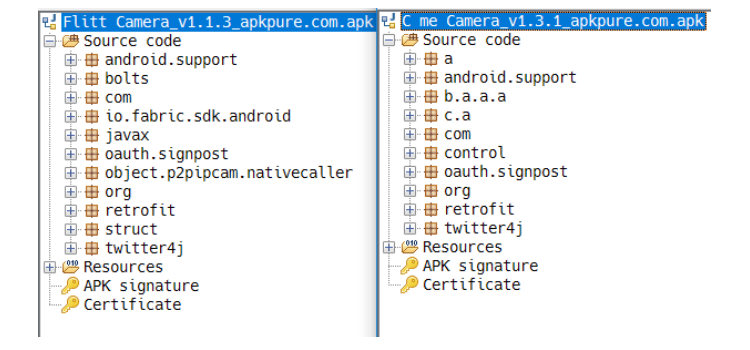 Flitt Camera_v1.1.3_apkpure.com.apk
Source code
android.support
bolts
com
io.fabric.sdk.android
javax
oauth.signpost
object.p2pipcam.nativecaller
org
retrofit
struct
twitter4j
Resources
APK signature
Certificate
C me Camera_v1.3.1_apkpure.com.apk
Source code
a
android.support
b.a.a.a
c.a
com
control
oauth.signpost
org
retrofit
twitter4j
Resources
APK signature
Certificate